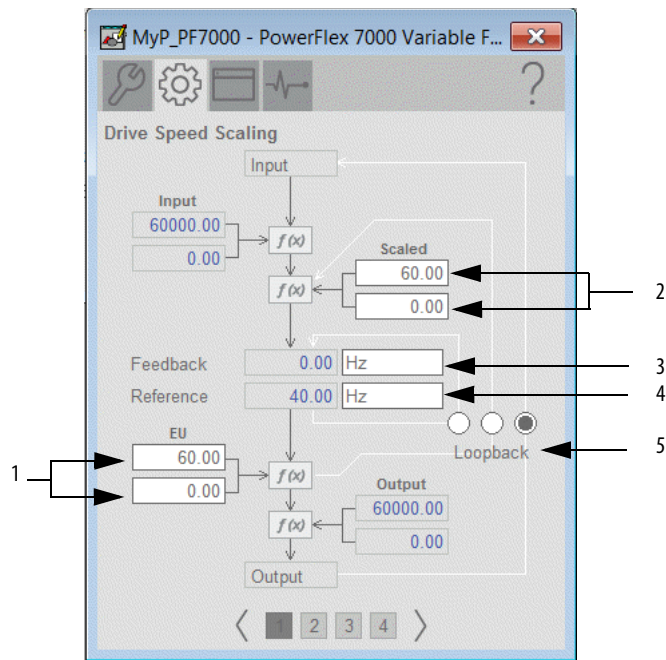 MyP_PF7000 - PowerFlex 7000 Variable F...
?
Drive Speed Scaling
Input
Input
60000.00
0.00
f(x)
Scaled
f(x)
60.00
0.00
2
Feedback
0.00 Hz
3
Reference
40.00 Hz
4
Loopback
5
EU
60.00
0.00
1
f(x)
Output
f(x)
60000.00
0.00
Output
1 2 3 4